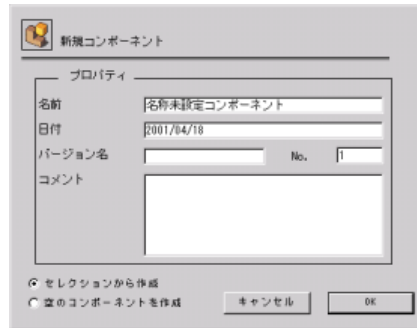 新規コンポーネント
プロパティ
名前 名称未設定コンポーネント
日付 2001/04/18
バージョン名 No. 1
コメント
セレクションから作成
空のコンポーネントを作成 キャンセル OK